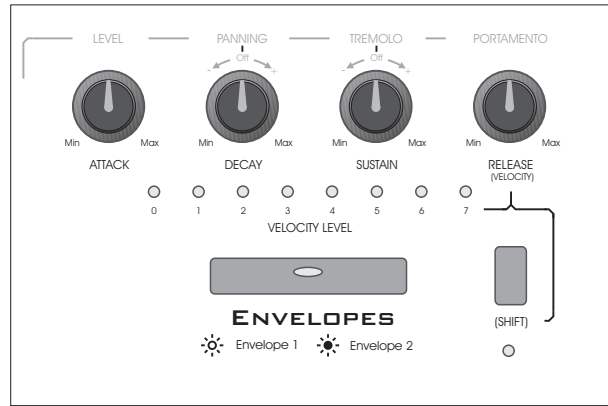 LEVEL PANNING TREMOLO PORTAMENTO
Off Off
- + - +
Min Max Min Max Min Max Min Max
ATTACK DECAY SUSTAIN RELEASE
(VELOCITY)
0 1 2 3 4 5 6 7
VELOCITY LEVEL
ENVELOPES
(SHIFT)
Envelope 1 Envelope 2